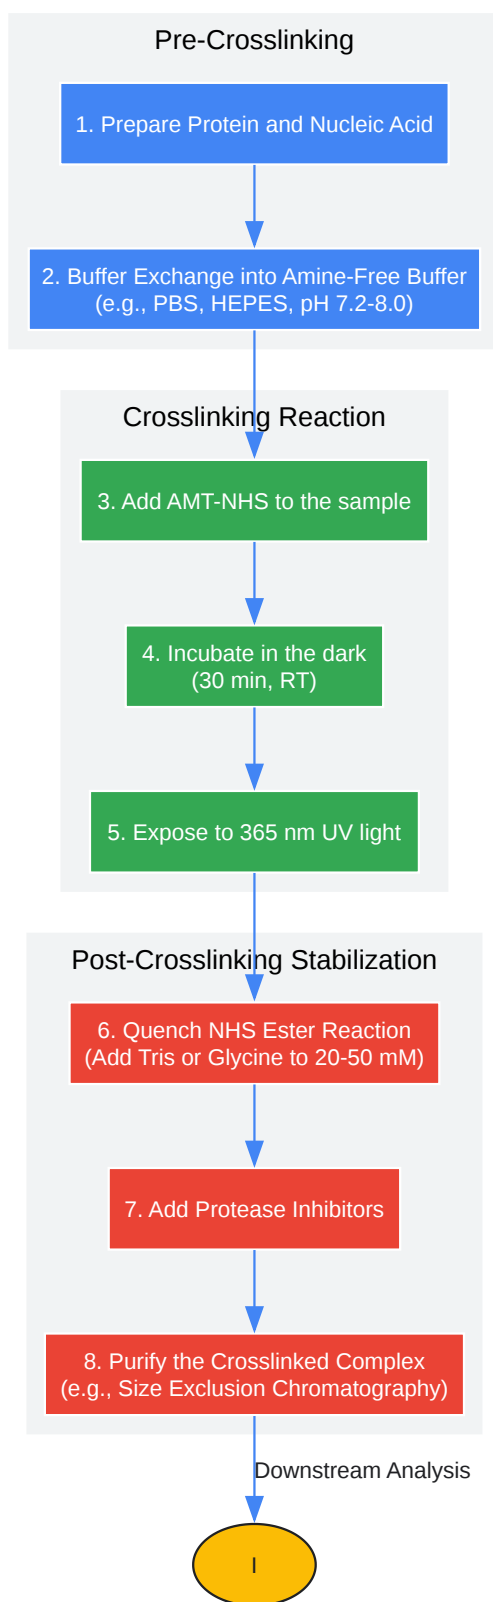 Pre-Crosslinking
1. Prepare Protein and Nucleic Acid
2. Buffer Exchange into Amine-Free Buffer
(e.g., PBS, HEPES, pH 7.2-8.0)
Crosslinking Reaction
3. Add AMT-NHS to the sample
4. Incubate in the dark
(30 min, RT)
5. Expose to 365 nm UV light
Post-Crosslinking Stabilization
6. Quench NHS Ester Reaction
(Add Tris or Glycine to 20-50 mM)
7. Add Protease Inhibitors
8. Purify the Crosslinked Complex
(e.g., Size Exclusion Chromatography)
Downstream Analysis
I